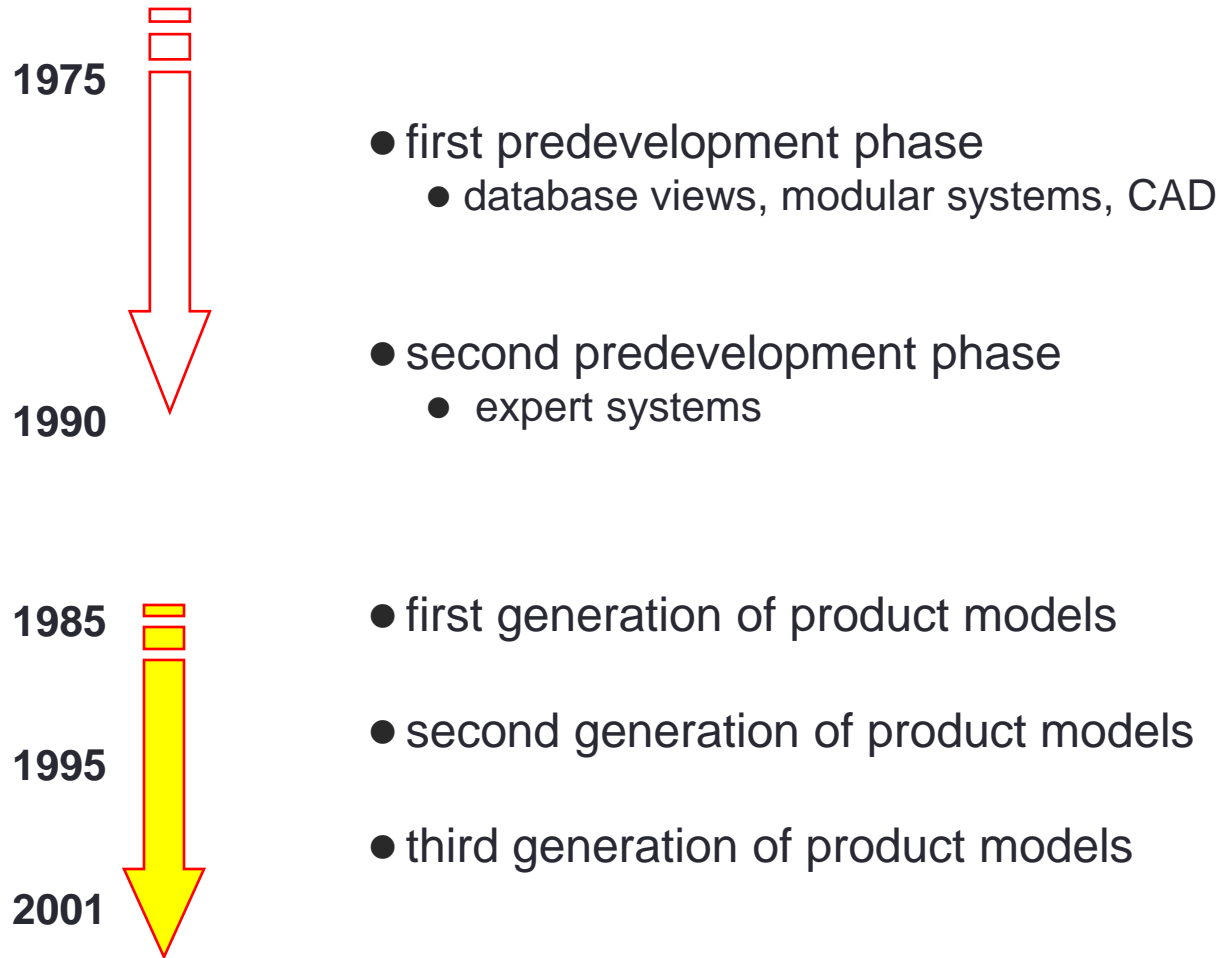 1975
● first predevelopment phase
● database views, modular systems, CAD
● second predevelopment phase
● expert systems
1990
1985
● first generation of product models
● second generation of product models
1995
● third generation of product models
2001